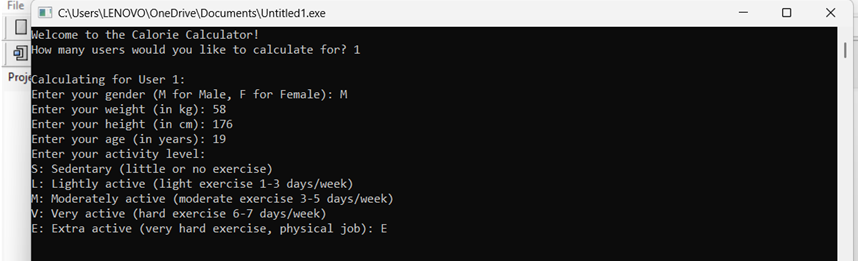 File
C:\Users\LENOVO\OneDrive\Documents\Untitled1.exe
Welcome to the Calorie Calculator!
How many users would you like to calculate for? 1
Calculating for User 1:
Enter your gender (M for Male, F for Female): M
Enter your weight (in kg): 58
Enter your height (in cm): 176
Enter your age (in years): 19
Enter your activity level:
S: Sedentary (little or no exercise)
L: Lightly active (light exercise 1-3 days/week)
M: Moderately active (moderate exercise 3-5 days/week)
V: Very active (hard exercise 6-7 days/week)
E: Extra active (very hard exercise, physical job): E